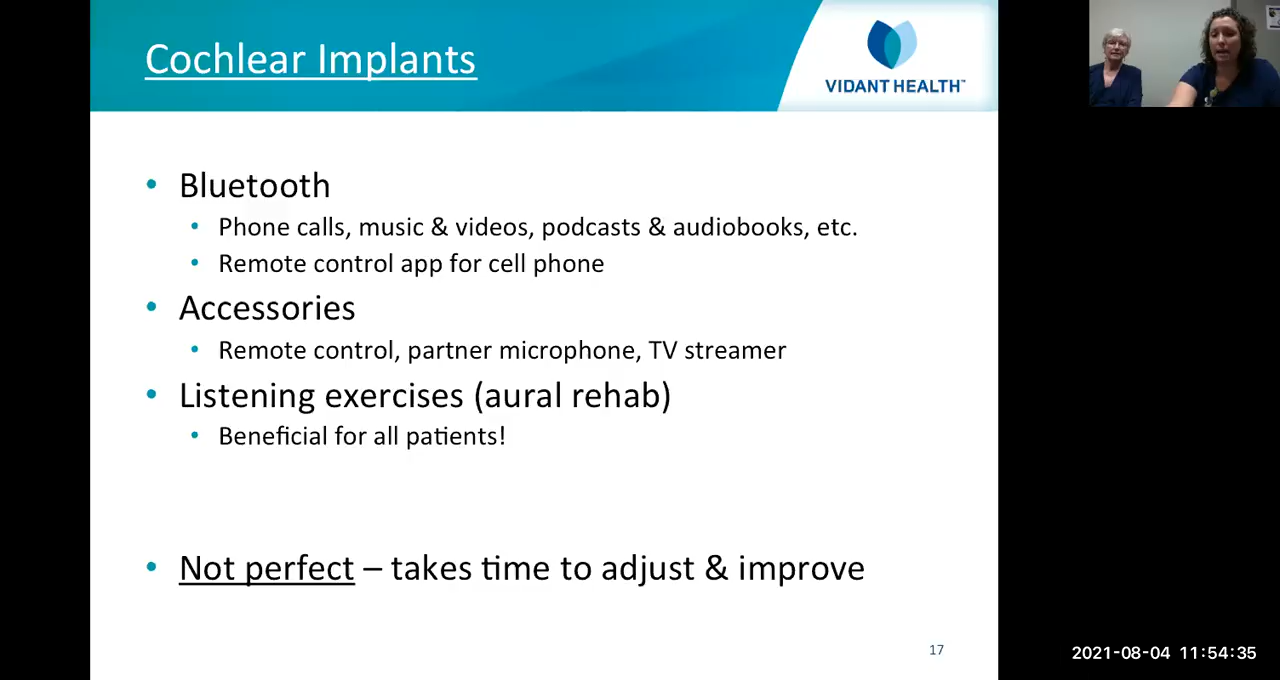 Cochlear Implants
VIDANT HEALTH™
• Bluetooth
• Phone calls, music & videos, podcasts & audiobooks, etc.
• Remote control app for cell phone
• Accessories
• Remote control, partner microphone, TV streamer
• Listening exercises (aural rehab)
• Beneficial for all patients!
• Not perfect – takes time to adjust & improve
17
2021-08-04 11:54:35